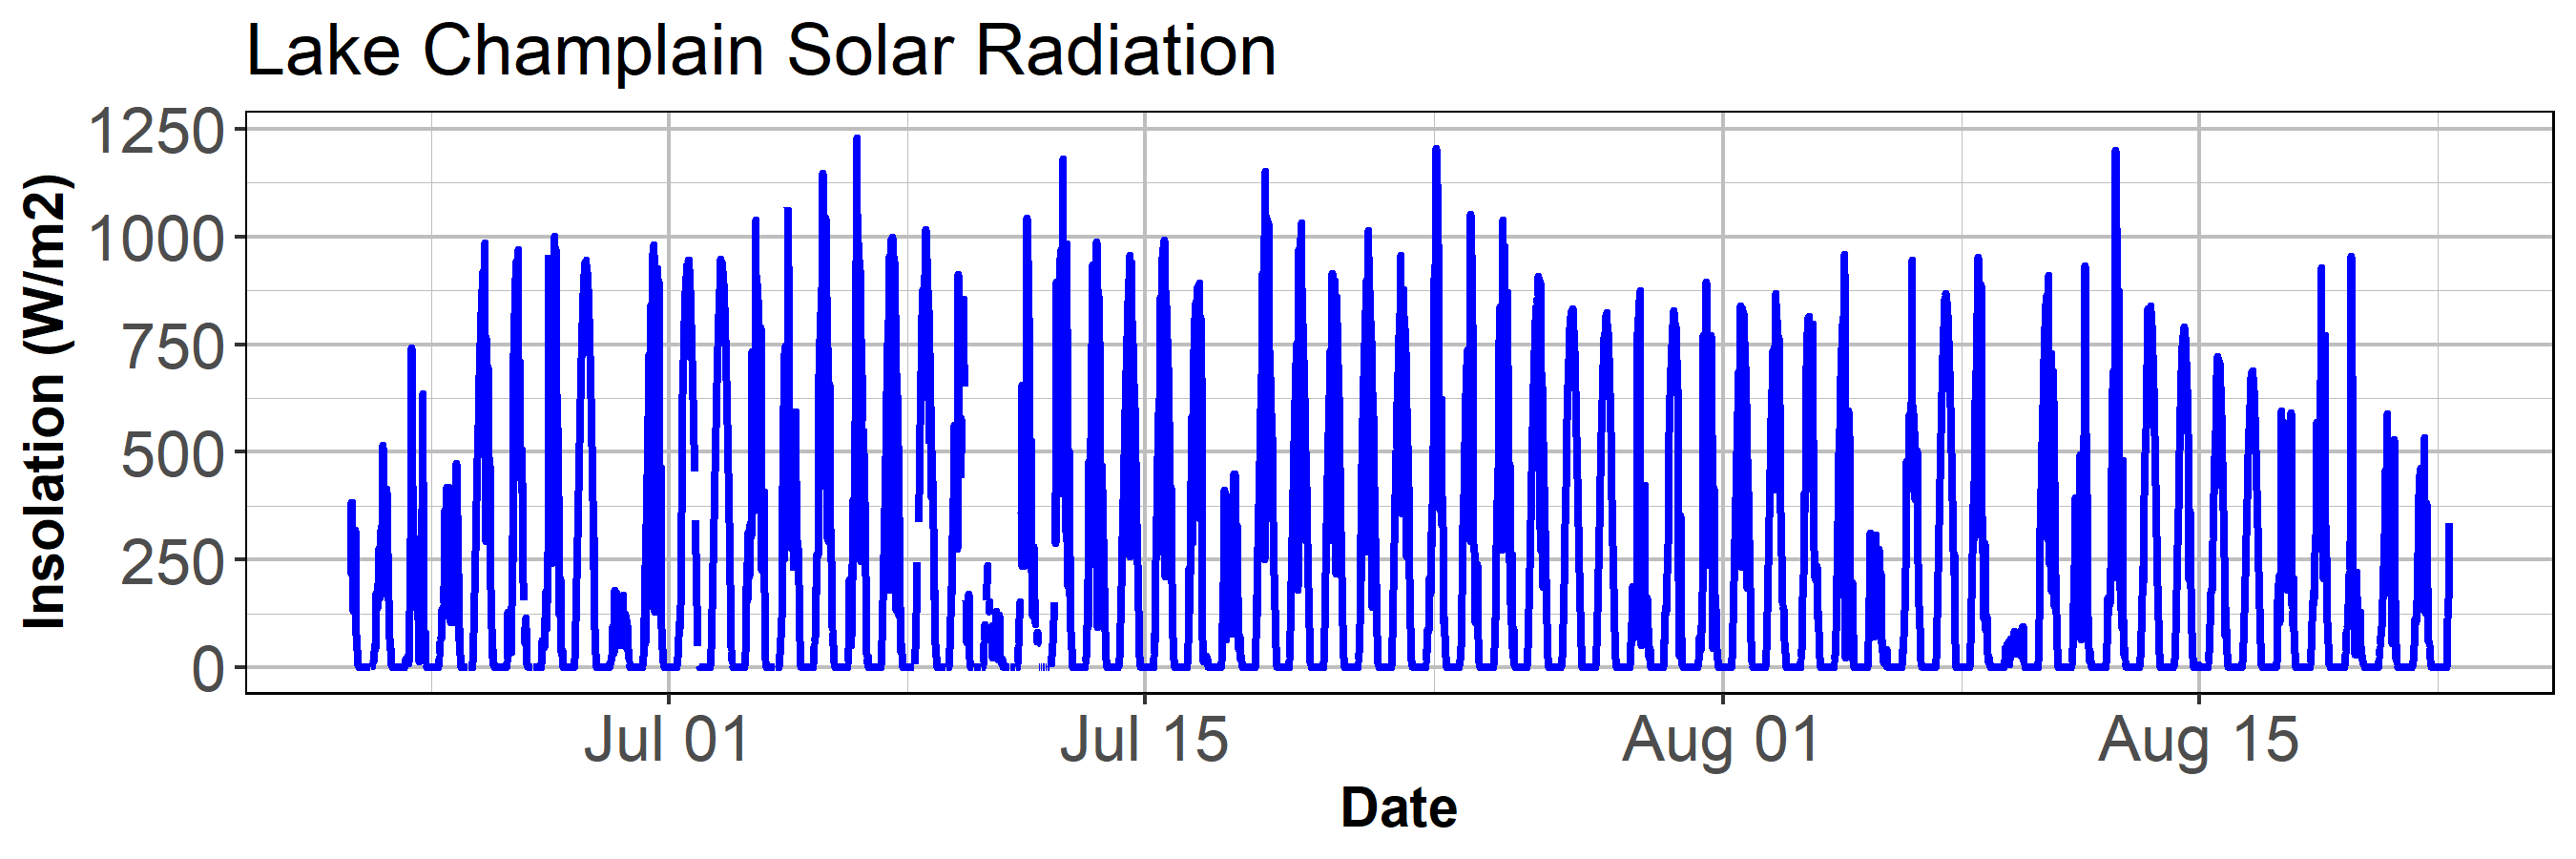 Lake Champlain Solar Radiation
Insolation (W/m2)
1250
1000
750
500
250
0
Jul 01
Jul 15
Aug 01
Aug 15
Date